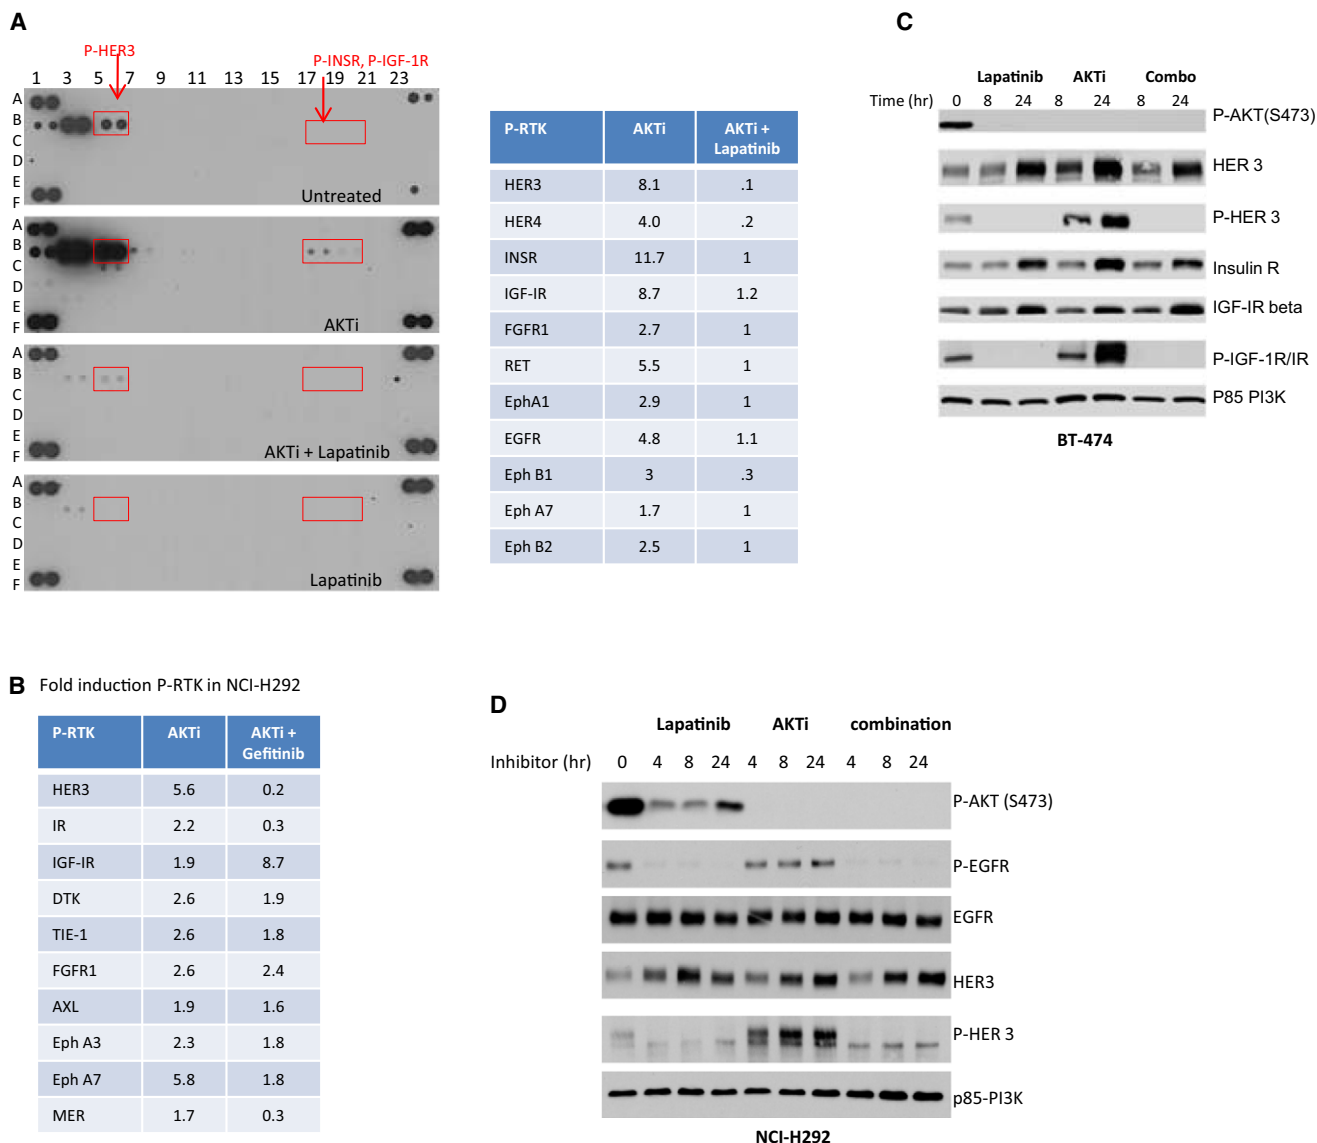 A
P-HER3
P-INSR, P-IGF-1R
1 3 5 7 9 11 13 15 17 19 21 23
A
B
C
D
E
F
Untreated
A
B
C
D
E
F
AKTi
A
B
C
D
E
F
AKTi + Lapatinib
A
B
C
D
E
F
Lapatinib
P-RTK AKTi AKTi +
Lapatinib
HER3 8.1 .1
HER4 4.0 .2
INSR 11.7 1
IGF-IR 8.7 1.2
FGFR1 2.7 1
RET 5.5 1
EphA1 2.9 1
EGFR 4.8 1.1
Eph B1 3 .3
Eph A7 1.7 1
Eph B2 2.5 1
C
Lapatinib AKTi Combo
Time (hr) 0 8 24 8 24 8 24
P-AKT(S473)
HER 3
P-HER 3
Insulin R
IGF-IR beta
P-IGF-1R/IR
P85 PI3K
BT-474
B Fold induction P-RTK in NCI-H292
P-RTK AKTi AKTi +
Gefitinib
HER3 5.6 0.2
IR 2.2 0.3
IGF-IR 1.9 8.7
DTK 2.6 1.9
TIE-1 2.6 1.8
FGFR1 2.6 2.4
AXL 1.9 1.6
Eph A3 2.3 1.8
Eph A7 5.8 1.8
MER 1.7 0.3
D
Lapatinib AKTi combination
Inhibitor (hr) 0 4 8 24 4 8 24 4 8 24
P-AKT (S473)
P-EGFR
EGFR
HER3
P-HER 3
p85-PI3K
NCI-H292